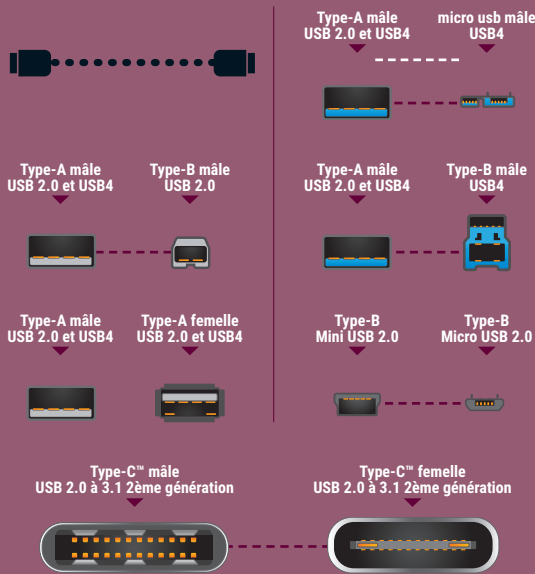 Type-A mâle
USB 2.0 et USB4
micro usb mâle
USB4
Type-A mâle
USB 2.0 et USB4
Type-B mâle
USB 2.0
Type-A mâle
USB 2.0 et USB4
Type-B mâle
USB4
Type-A mâle
USB 2.0 et USB4
Type-A femelle
USB 2.0 et USB4
Type-B
Mini USB 2.0
Type-B
Micro USB 2.0
Type-C™ mâle
USB 2.0 à 3.1 2ème génération
Type-C™ femelle
USB 2.0 à 3.1 2ème génération